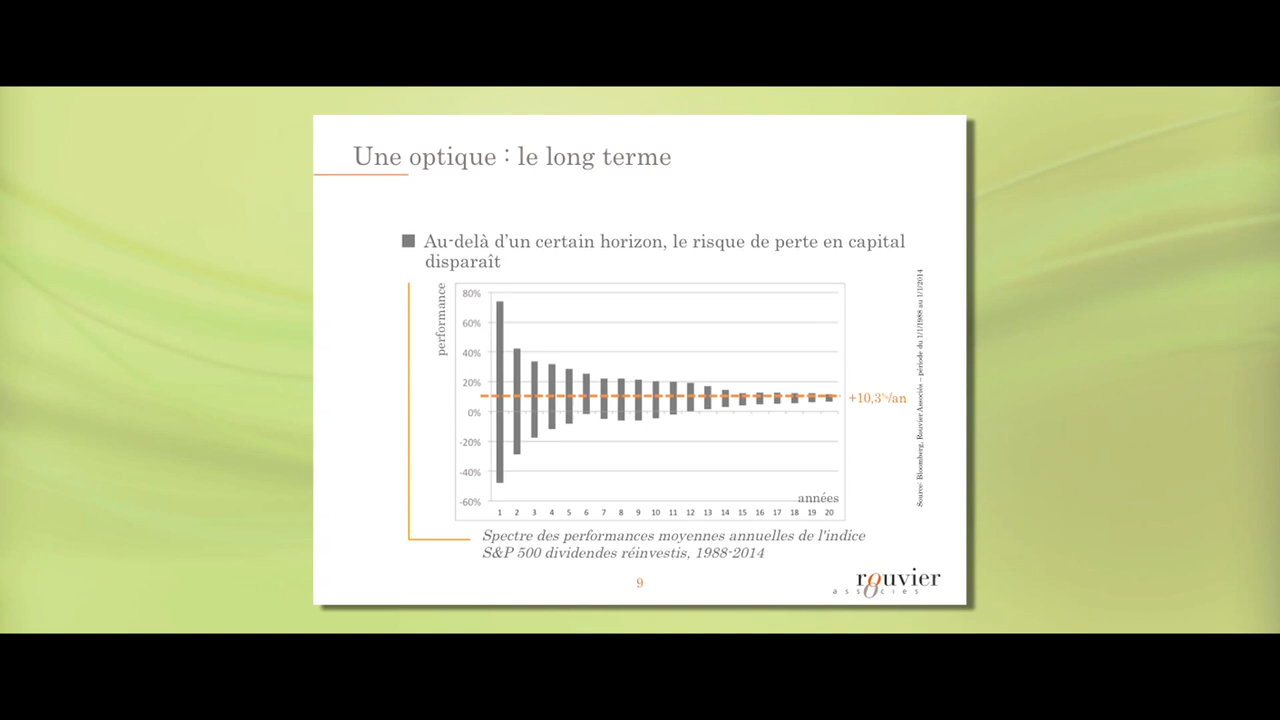 Une optique : le long terme
Au-delà d'un certain horizon, le risque de perte en capital
disparaît
performance
80%
60%
40%
20%
0%
-20%
-40%
-60%
+10,3%/an
années
1 2 3 4 5 6 7 8 9 10 11 12 13 14 15 16 17 18 19 20
Source: Bloomberg, Rouvier Associés – période du 1/1/1988 au 1/1/2014
Spectre des performances moyennes annuelles de l'indice
S&P 500 dividendes réinvestis, 1988-2014
9
rouvier
associés